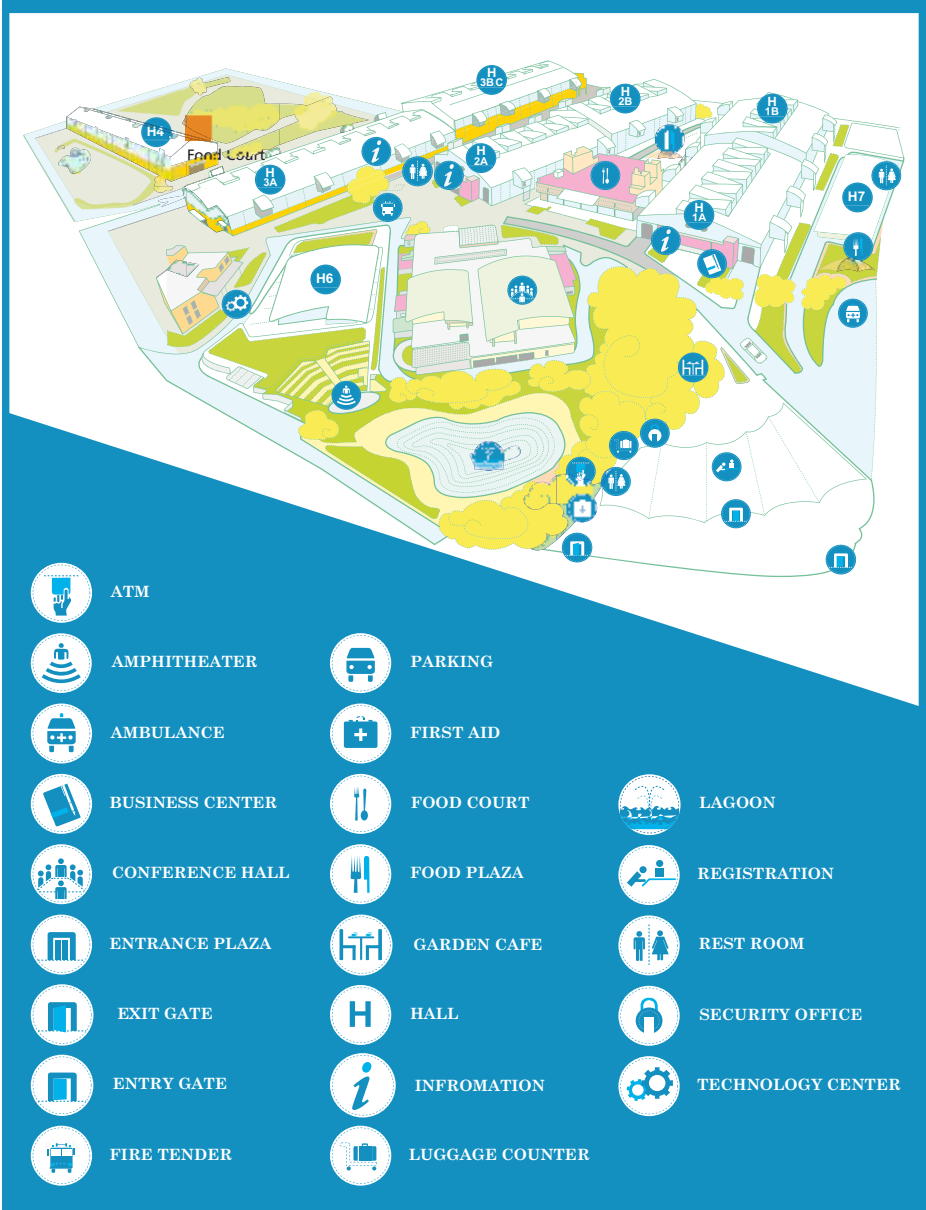 H
3BC
H
2B
H
1B
H4
Food Court
H
3A
i
i
H
2A
H7
H
1A
i
H6
ATM
AMPHITHEATER
PARKING
AMBULANCE
FIRST AID
BUSINESS CENTER
FOOD COURT
LAGOON
CONFERENCE HALL
FOOD PLAZA
REGISTRATION
ENTRANCE PLAZA
GARDEN CAFE
REST ROOM
EXIT GATE
H
HALL
SECURITY OFFICE
ENTRY GATE
i
INFROMATION
TECHNOLOGY CENTER
FIRE TENDER
LUGGAGE COUNTER